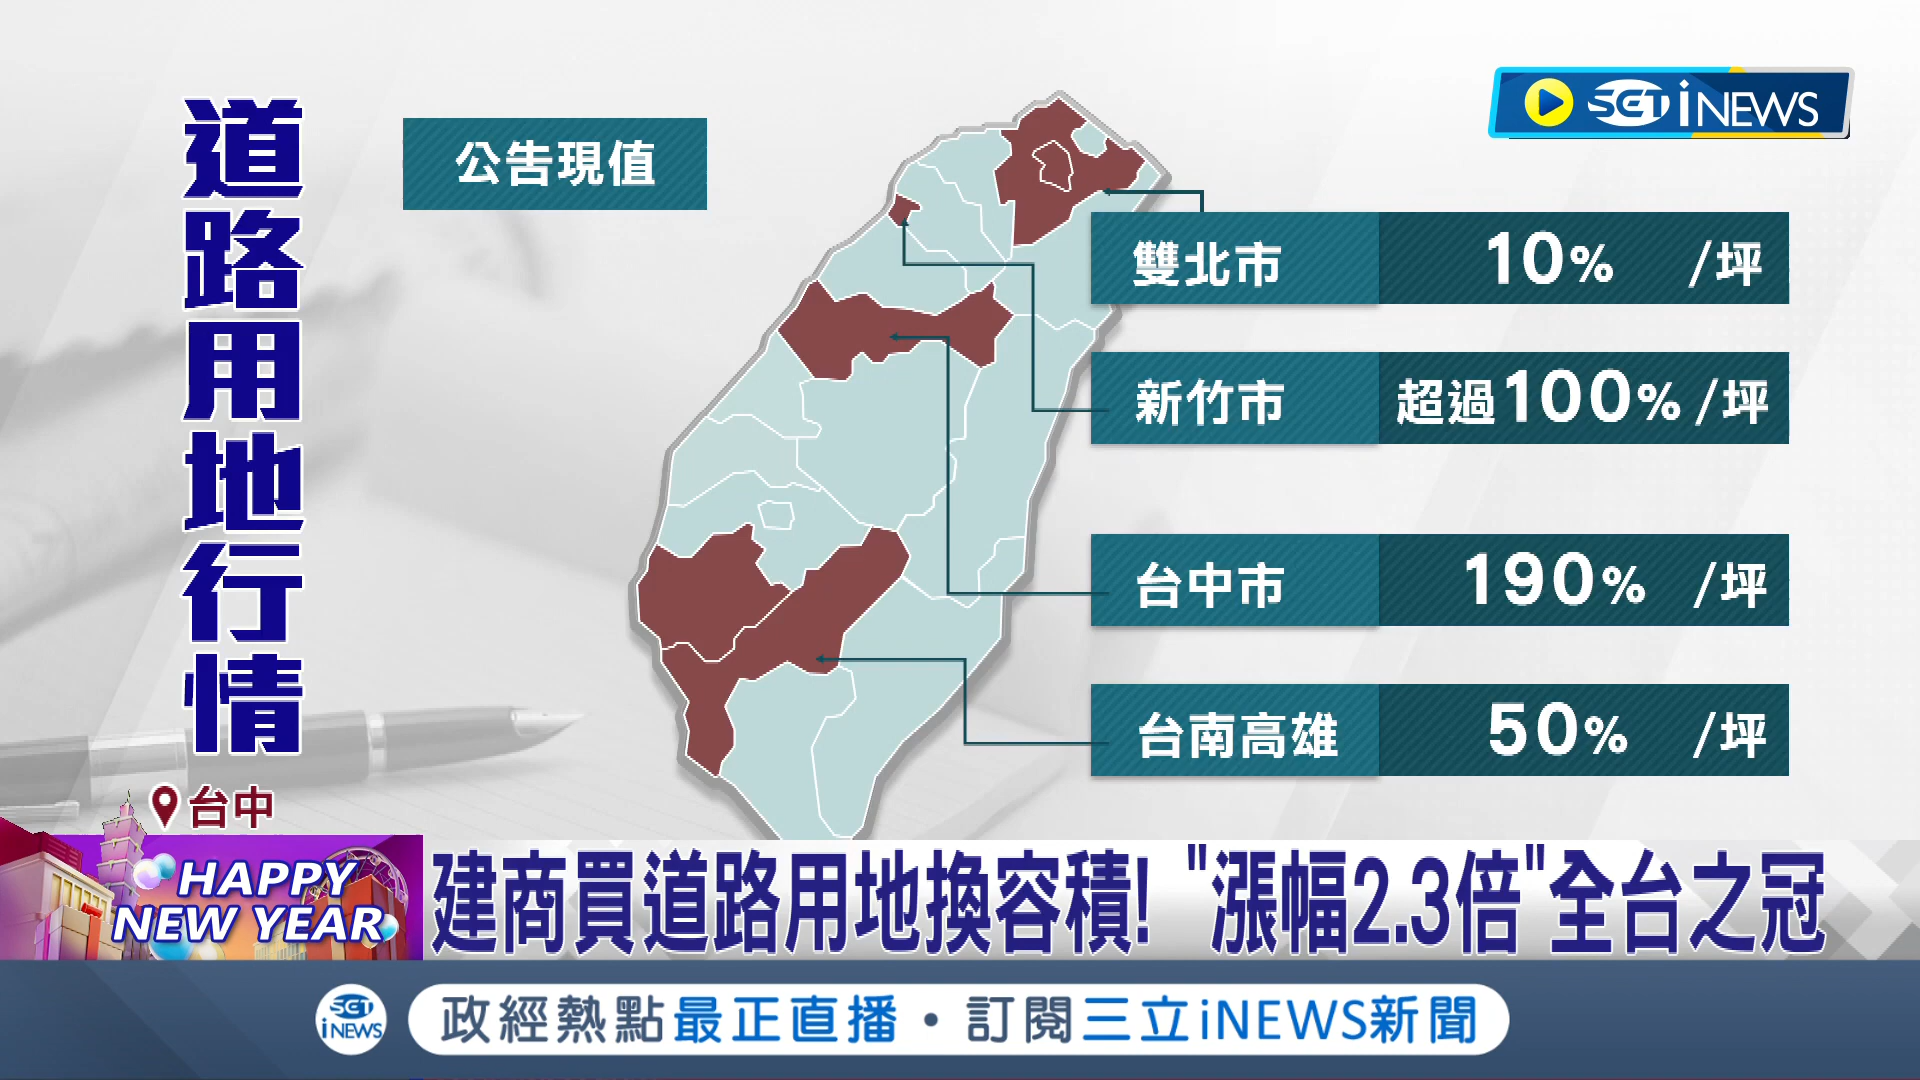 道路用地行情
公告現值
SET iNEWS
雙北市 10% /坪
新竹市 超過100% /坪
台中市 190% /坪
台南高雄 50% /坪
台中
HAPPY
NEW YEAR
建商買道路用地換容積! "漲幅2.3倍"全台之冠
SET
iNEWS
政經熱點最正直播・訂閱三立iNEWS新聞